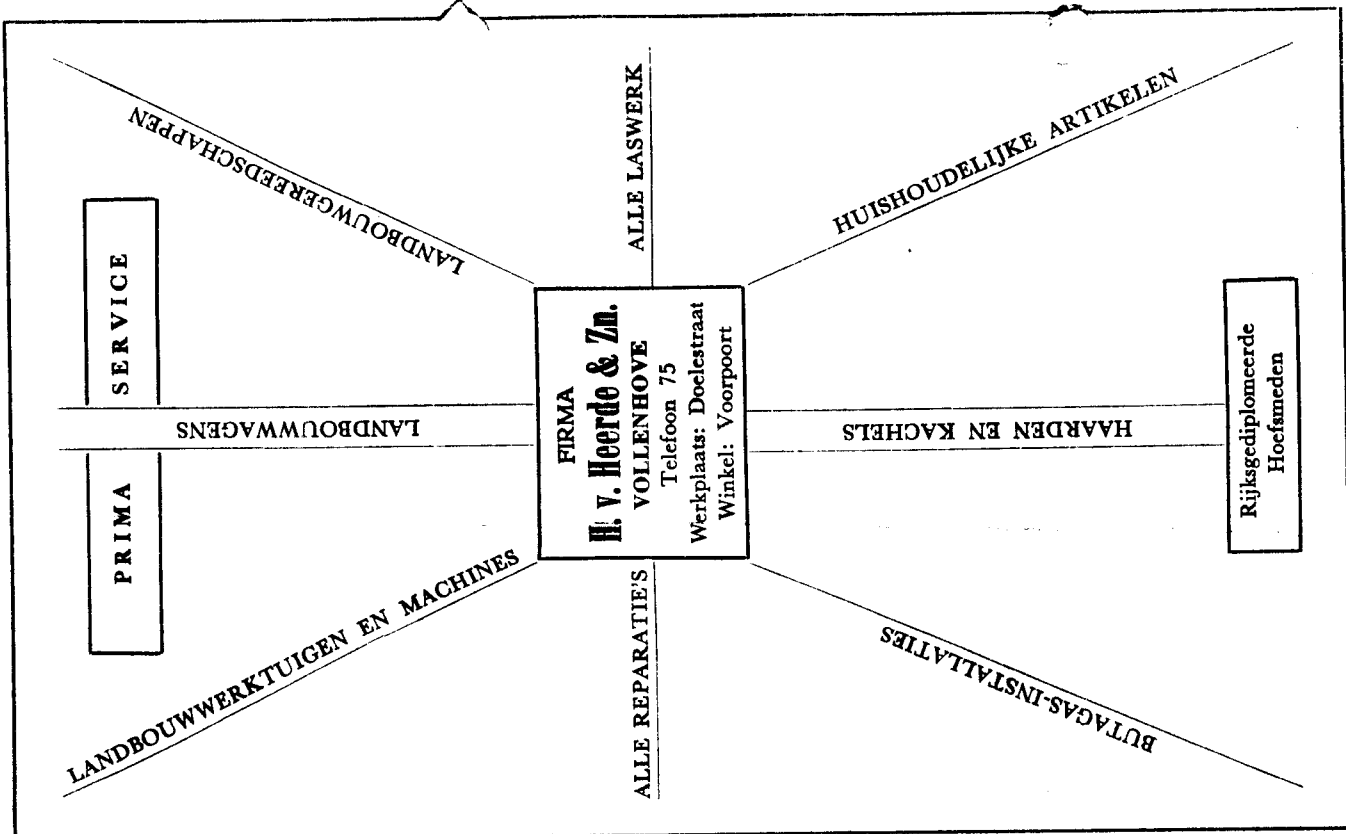 PRIMA SERVICE
LANDBOUWWERKTUIGEN EN MACHINES
LANDBOUWWAGENS
LANDBOUWGEREEDSCHAPPEN
ALLE REPARATIE'S
FIRMA
H. v. Heerde & Zn.
VOLLENHOVE
Telefoon 75
Werkplaats: Doelestraat
Winkel: Voorpoort
ALLE LASWERK
BUTAGAS-INSTALLATIES
HAARDEN EN KACHELS
HUISHOUDELIJKE ARTIKELEN
Rijksgediplomeerde
Hoefsmeden